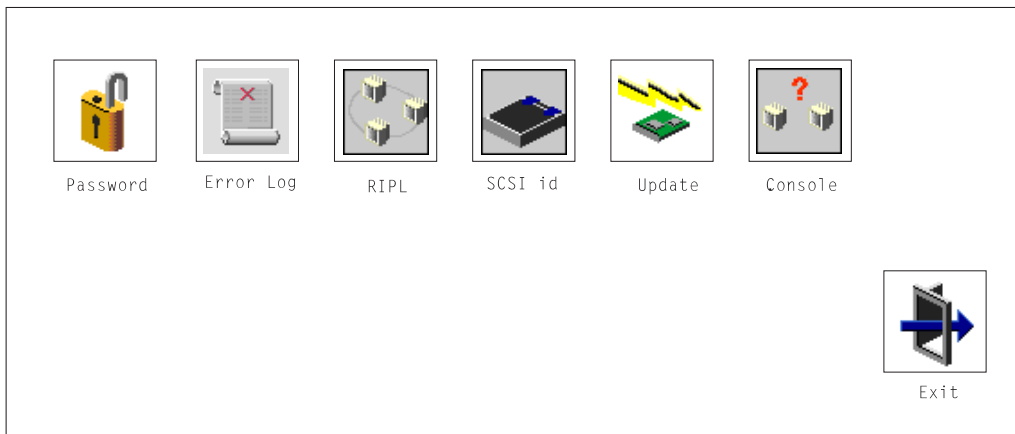 Password
Error Log
RIPL
SCSI id
Update
Console
?
Exit